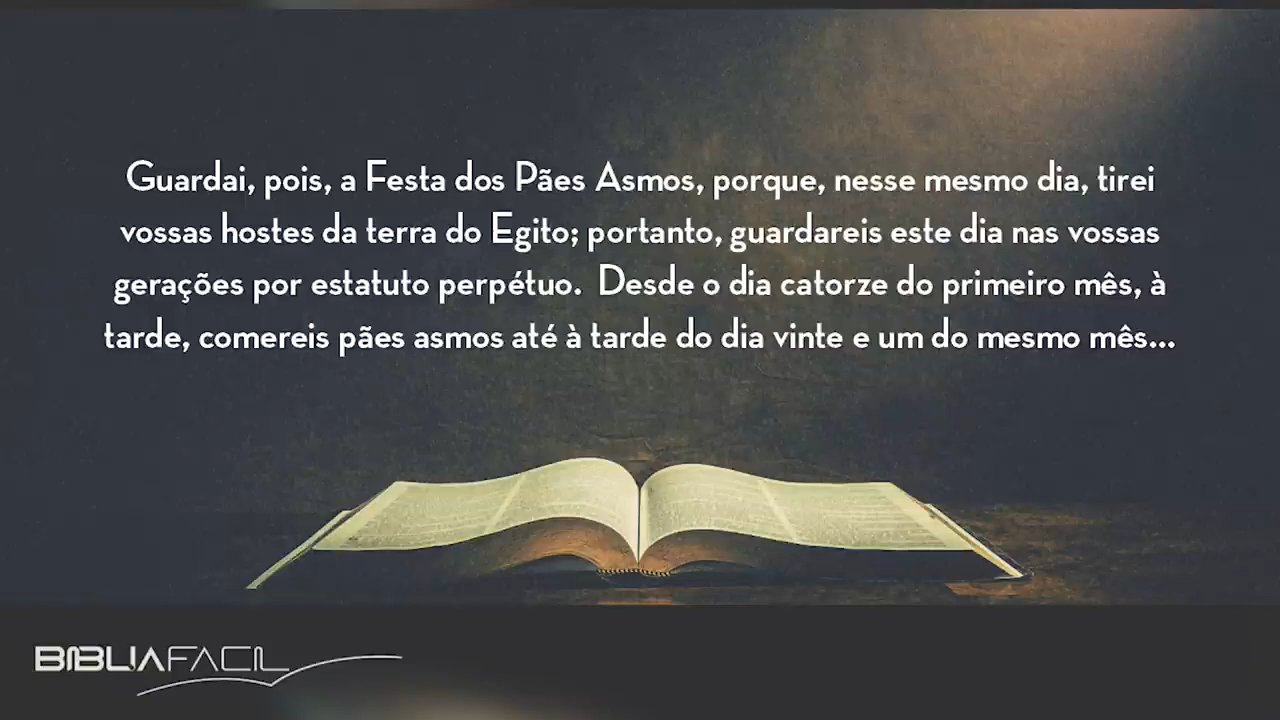 Guardai, pois, a Festa dos Pães Asmos, porque, nesse mesmo dia, tirei
vossas hostes da terra do Egito; portanto, guardareis este dia nas vossas
gerações por estatuto perpétuo. Desde o dia catorze do primeiro mês, à
tarde, comereis pães asmos até à tarde do dia vinte e um do mesmo mês...
BIBLIAFACIL